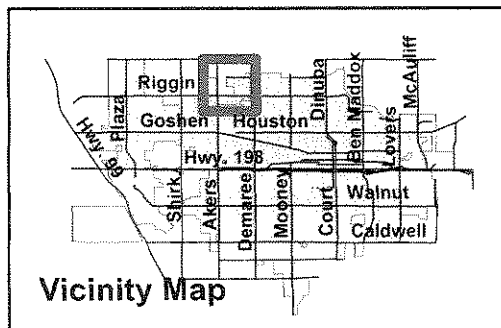 Riggin
Goshen Houston
Hwy. 198
Walnut
Caldwell
Hwy 99
Plaza
Shirk
Akers
Demaree
Mooney
Court
Dinuba
Ben Maddox
Lovers
McAuliff
Vicinity Map